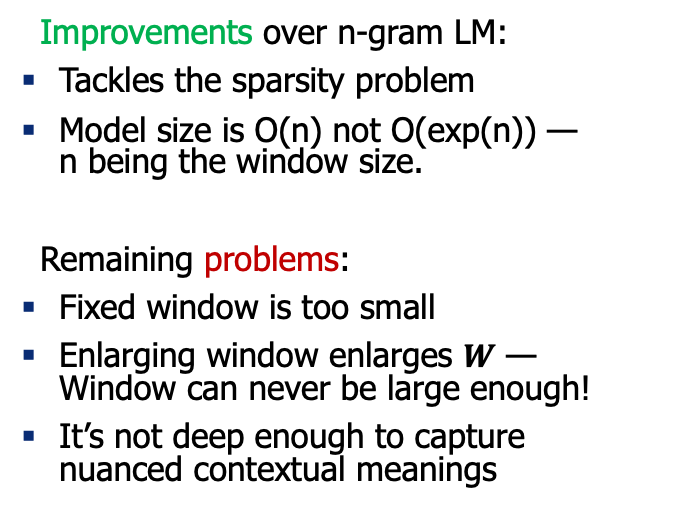 Improvements over n-gram LM:
▪ Tackles the sparsity problem
▪ Model size is O(n) not O(exp(n)) —
n being the window size.
Remaining problems:
▪ Fixed window is too small
▪ Enlarging window enlarges W —
Window can never be large enough!
▪ It’s not deep enough to capture
nuanced contextual meanings